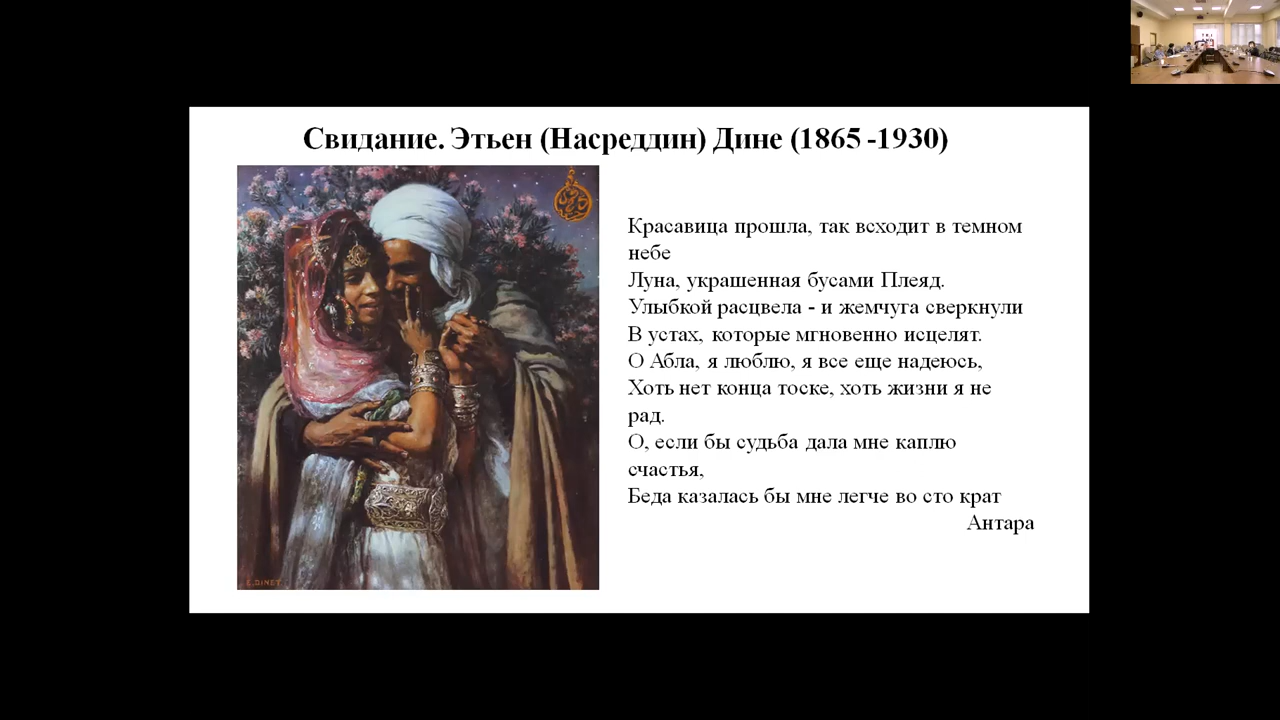 Свидание. Этьен (Насреддин) Дине (1865 -1930)
Красавица прошла, так всходит в темном
небе
Луна, украшенная бусами Плеяд.
Улыбкой расцвела - и жемчуга сверкнули
В устах, которые мгновенно исцелят.
О Абла, я люблю, я все еще надеюсь,
Хоть нет конца тоске, хоть жизни я не
рад.
О, если бы судьба дала мне каплю
счастья,
Беда казалась бы мне легче во сто крат
Антара
E. DINET